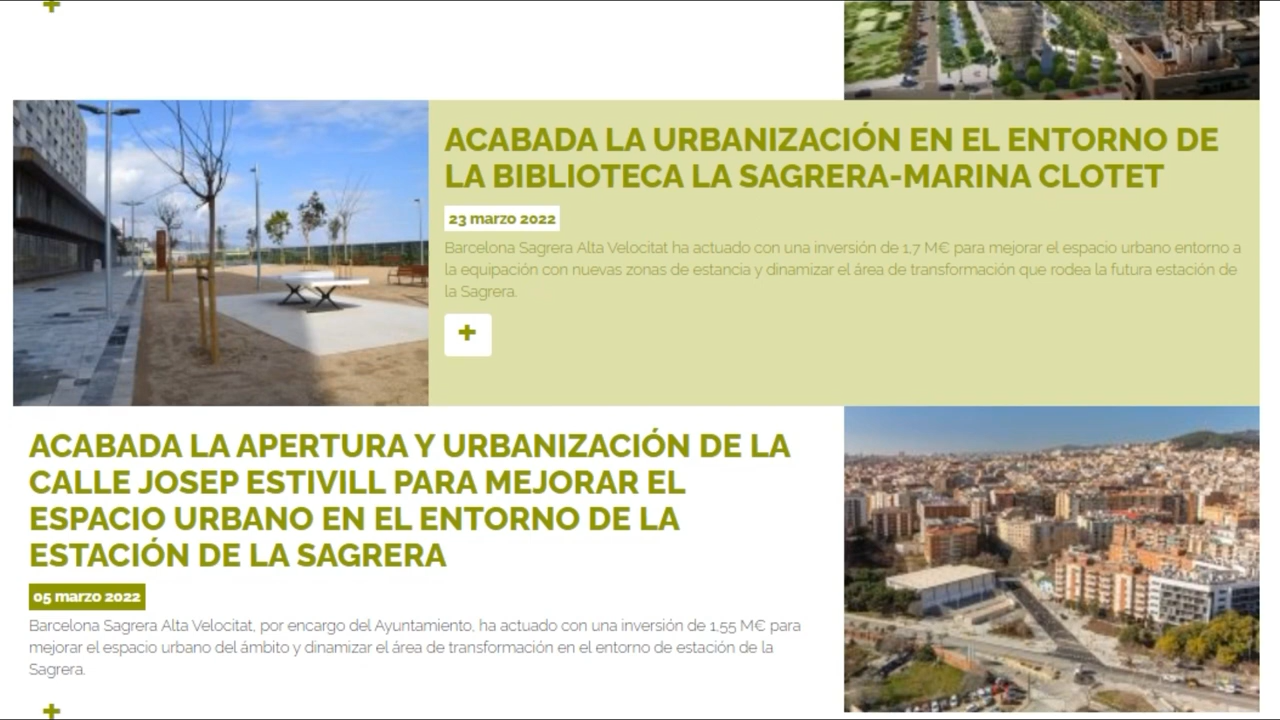 +
ACABADA LA URBANIZACIÓN EN EL ENTORNO DE
LA BIBLIOTECA LA SAGRERA-MARINA CLOTET
23 marzo 2022
Barcelona Sagrera Alta Velocitat ha actuado con una inversión de 1,7 M€ para mejorar el espacio urbano entorno a
la equipación con nuevas zonas de estancia y dinamizar el área de transformación que rodea la futura estación de
la Sagrera.
+
ACABADA LA APERTURA Y URBANIZACIÓN DE LA
CALLE JOSEP ESTIVILL PARA MEJORAR EL
ESPACIO URBANO EN EL ENTORNO DE LA
ESTACIÓN DE LA SAGRERA
05 marzo 2022
Barcelona Sagrera Alta Velocitat, por encargo del Ayuntamiento, ha actuado con una inversión de 1,55 M€ para
mejorar el espacio urbano del ámbito y dinamizar el área de transformación en el entorno de estación de la
Sagrera.
+